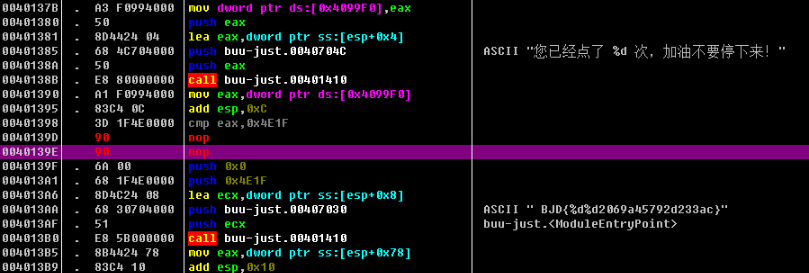 0040137B . A3 F0994000 mov dword ptr ds:[0x4099F0],eax
00401380 . 50 push eax
00401381 . 8D4424 04 lea eax,dword ptr ss:[esp+0x4]
00401385 . 68 4C704000 push buu-just.0040704C ASCII "您已经点了 %d 次，加油不要停下来！"
0040138A . 50 push eax
0040138B . E8 80000000 call buu-just.00401410
00401390 . A1 F0994000 mov eax,dword ptr ds:[0x4099F0]
00401395 . 83C4 0C add esp,0xC
00401398 3D 1F4E0000 cmp eax,0x4E1F
0040139D 90 nop
0040139E 90 nop
0040139F . 6A 00 push 0x0
004013A1 . 68 1F4E0000 push 0x4E1F
004013A6 . 8D4C24 08 lea ecx,dword ptr ss:[esp+0x8]
004013AA . 68 30704000 push buu-just.00407030 ASCII " BJD{%d%d2069a45792d233ac}"
004013AF . 51 push ecx buu-just.<ModuleEntryPoint>
004013B0 . E8 5B000000 call buu-just.00401410
004013B5 . 8B4424 78 mov eax,dword ptr ss:[esp+0x78]
004013B9 . 83C4 10 add esp,0x10